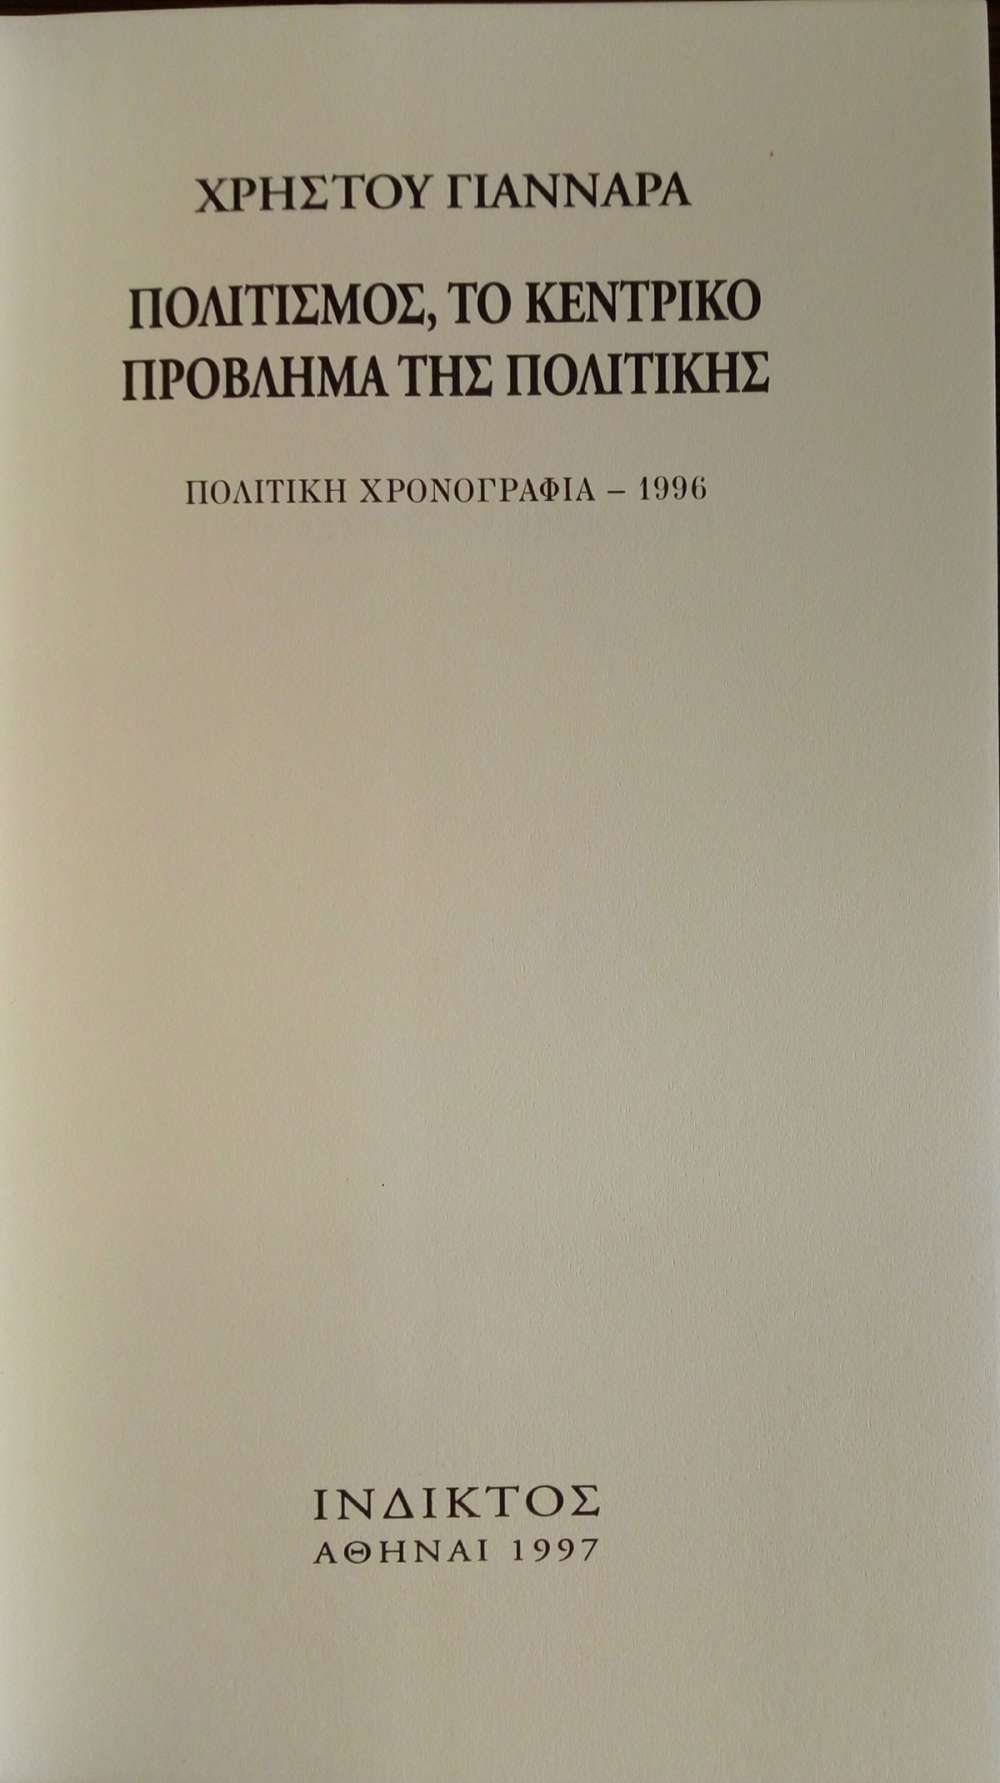 ΧΡΗΣΤΟΥ ΓΙΑΝΝΑΡΑ
ΠΟΛΙΤΙΣΜΟΣ, ΤΟ ΚΕΝΤΡΙΚΟ
ΠΡΟΒΛΗΜΑ ΤΗΣ ΠΟΛΙΤΙΚΗΣ
ΠΟΛΙΤΙΚΗ ΧΡΟΝΟΓΡΑΦΙΑ – 1996
ΙΝΔΙΚΤΟΣ
ΑΘΗΝΑΙ 1997